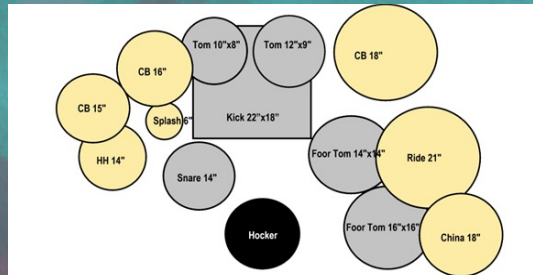 Tom 10"x8"
Tom 12"x9"
CB 18"
CB 16"
CB 15"
Splash 6"
Kick 22"x18"
HH 14"
Snare 14"
Foor Tom 14"x14"
Ride 21"
Foor Tom 16"x16"
China 18"
Hocker